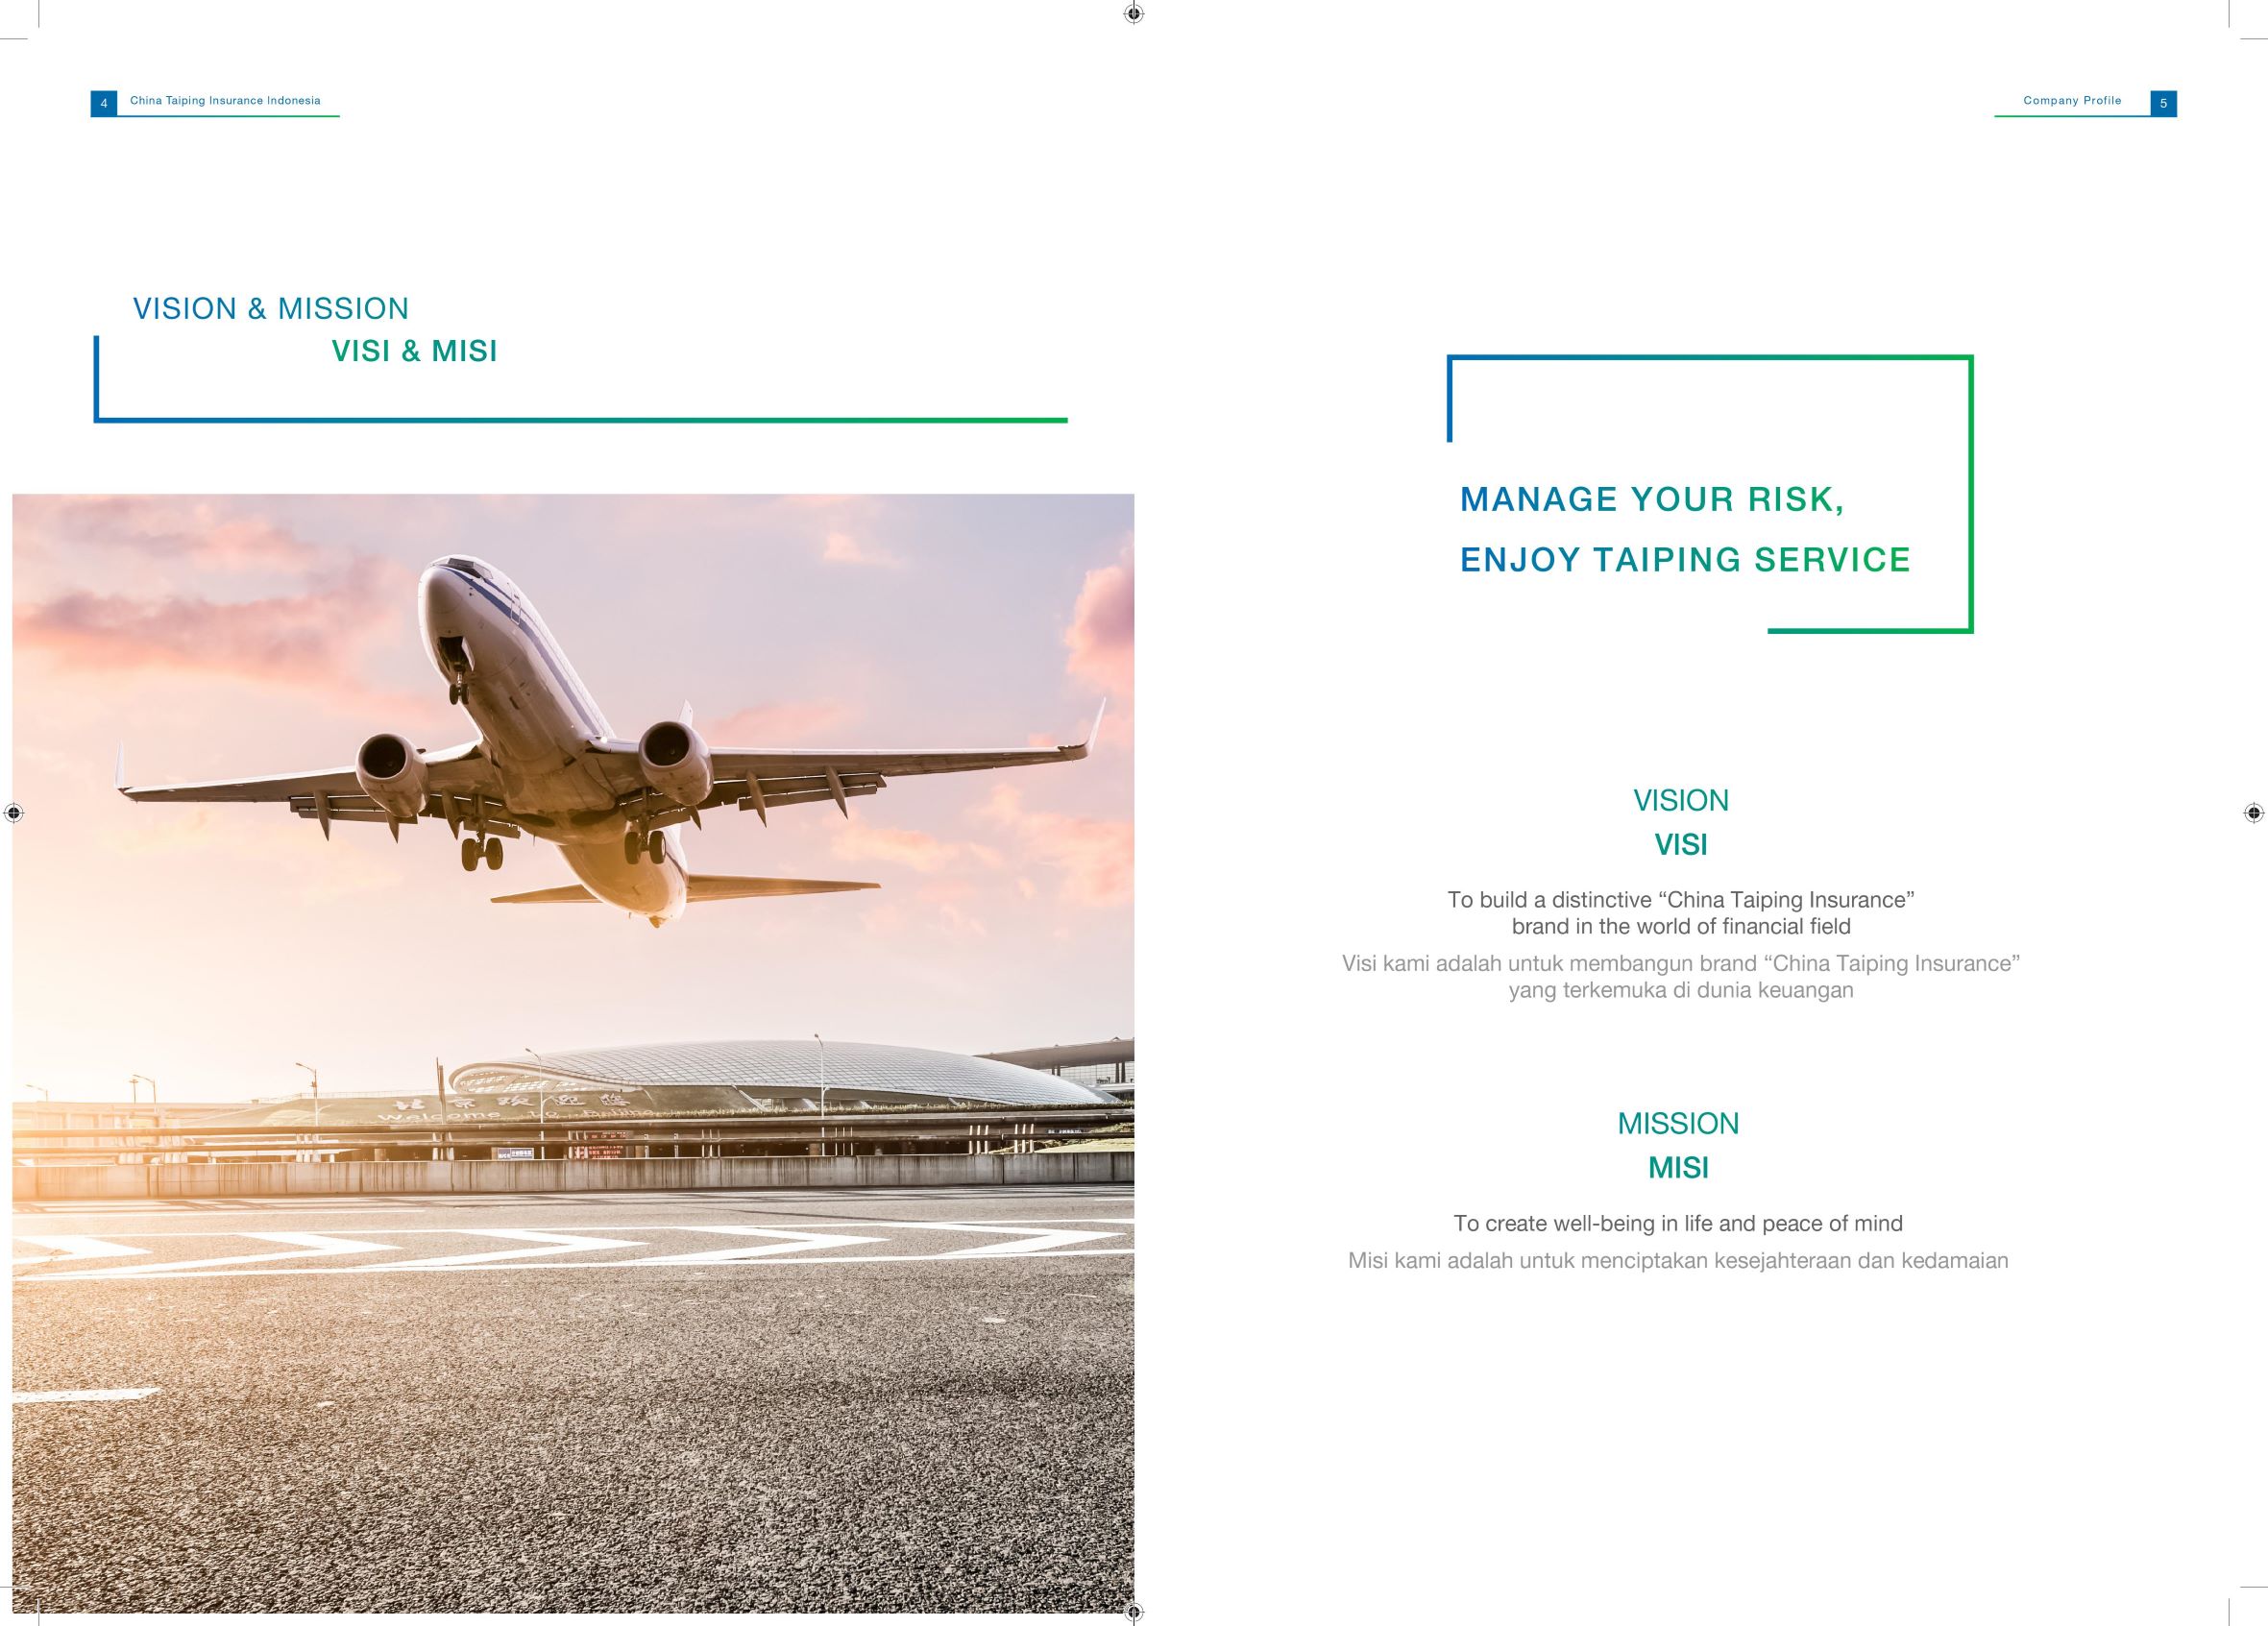 4
China Taiping Insurance Indonesia
Company Profile
5
VISION & MISSION
VISI & MISI
Welcome to Beijing
MANAGE YOUR RISK,
ENJOY TAIPING SERVICE
VISION
VISI
To build a distinctive “China Taiping Insurance”
brand in the world of financial field
Visi kami adalah untuk membangun brand “China Taiping Insurance”
yang terkemuka di dunia keuangan
MISSION
MISI
To create well-being in life and peace of mind
Misi kami adalah untuk menciptakan kesejahteraan dan kedamaian